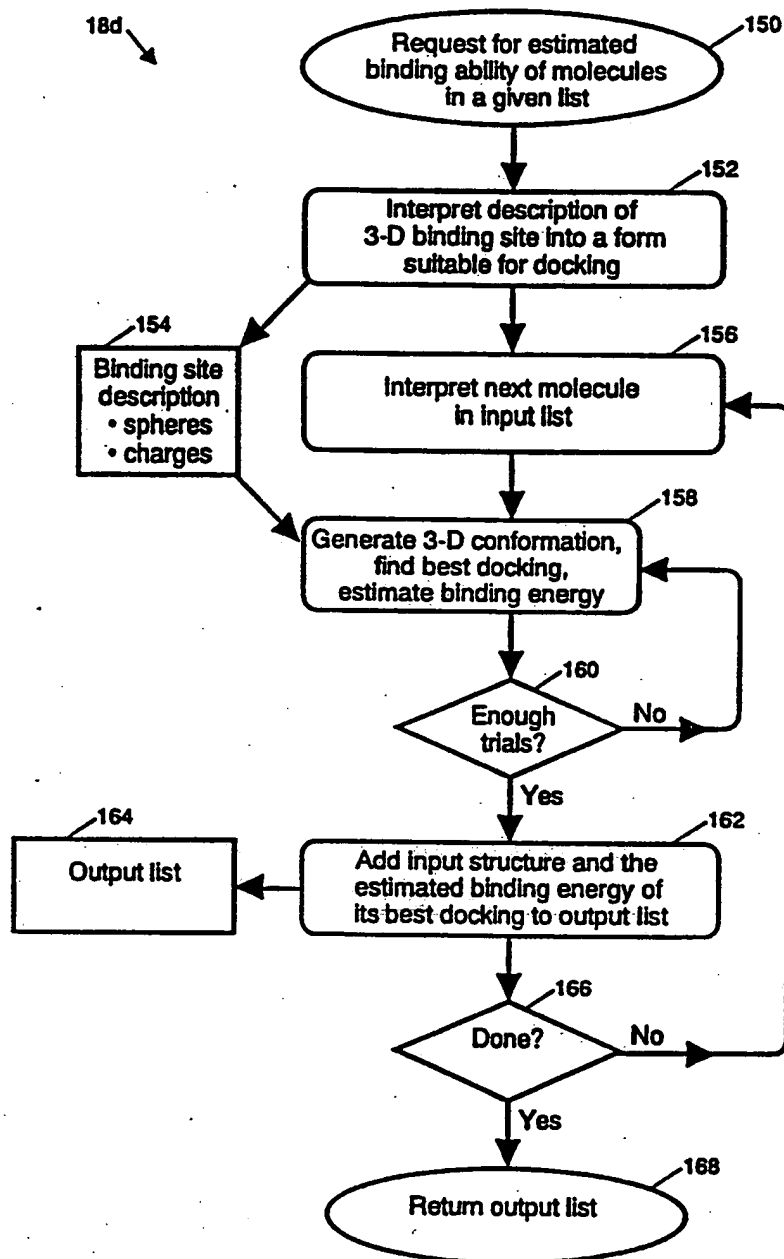 18d
150
Request for estimated
binding ability of molecules
in a given list
152
Interpret description of
3-D binding site into a form
suitable for docking
154
Binding site
description
• spheres
• charges
156
Interpret next molecule
in input list
158
Generate 3-D conformation,
find best docking,
estimate binding energy
160
Enough
trials?
No
Yes
164
Output list
162
Add input structure and the
estimated binding energy of
its best docking to output list
166
Done?
No
Yes
168
Return output list